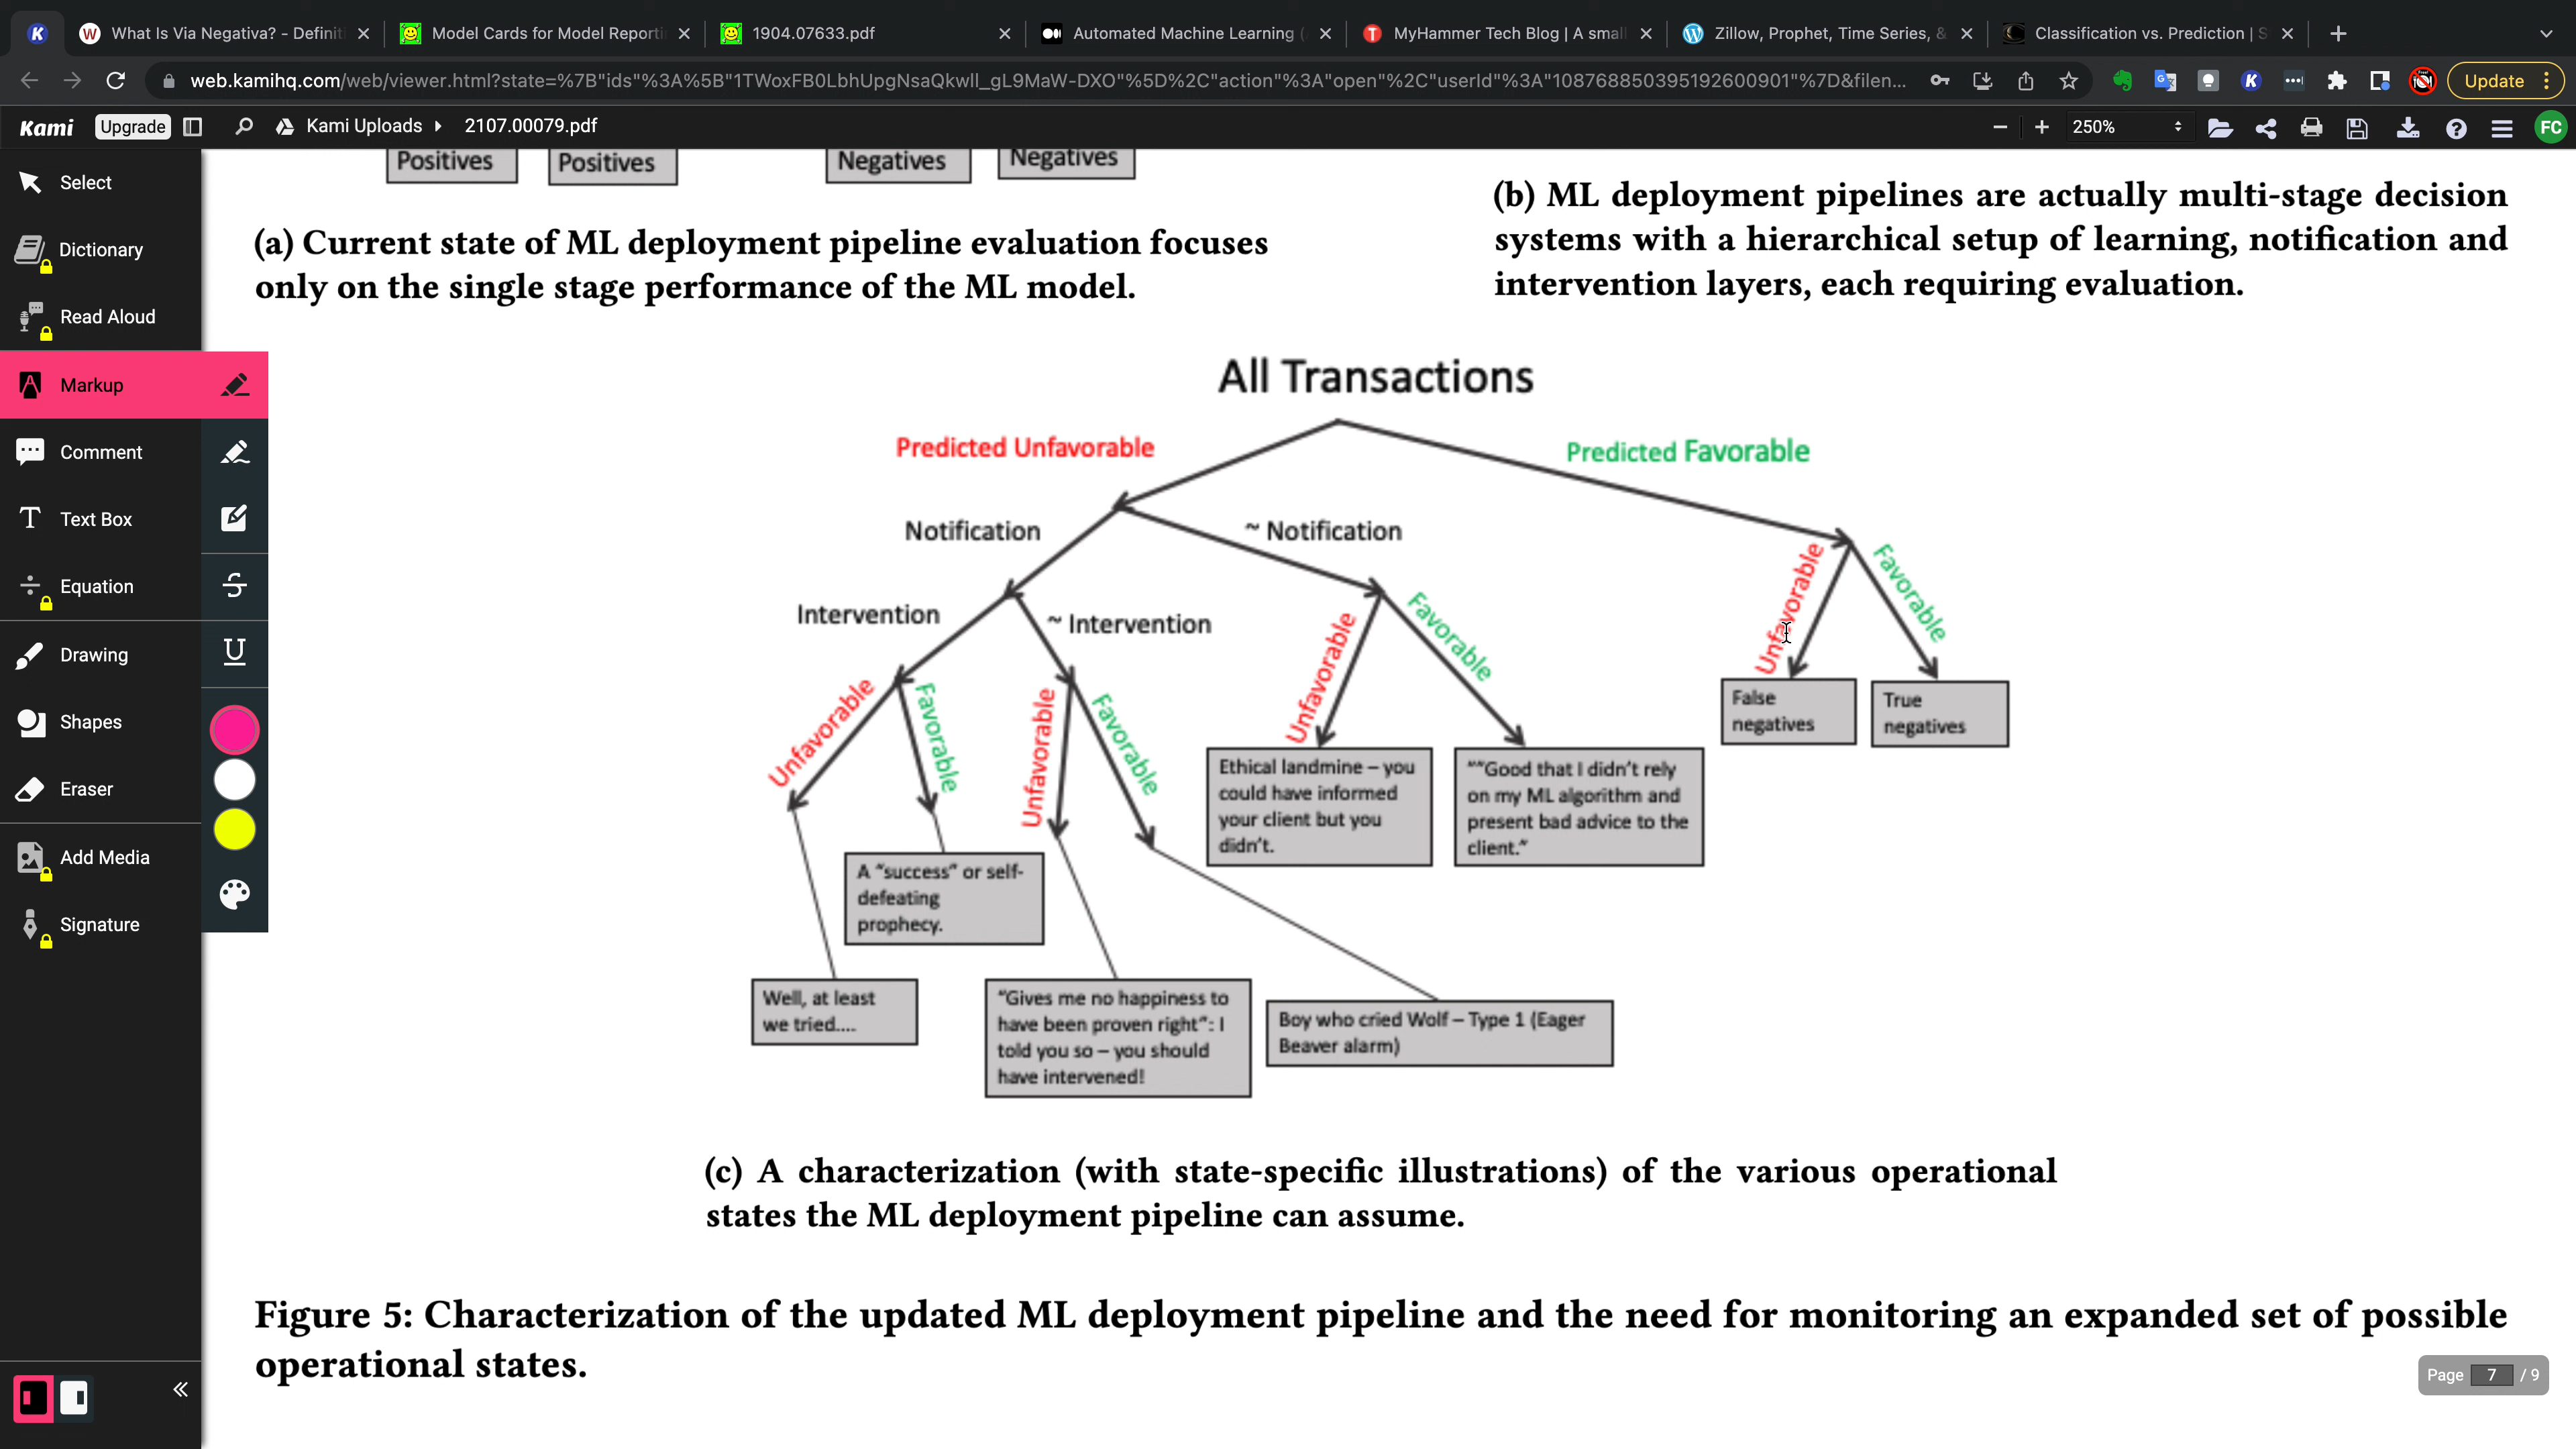 What Is Via Negativa? - Definiti
Model Cards for Model Reporti
1904.07633.pdf
Automated Machine Learning (
MyHammer Tech Blog | A small
Zillow, Prophet, Time Series, &
Classification vs. Prediction | S
web.kamihq.com/web/viewer.html?state=%7B"ids"%3A%5B"1TWoxFB0LbhUpgNsaQkwll_gL9MaW-DXO"%5D%2C"action"%3A"open"%2C"userId"%3A"108768850395192600901"%7D&filen...
Update
Kami
Upgrade
Kami Uploads
2107.00079.pdf
250%
FC
Select
Dictionary
Read Aloud
Markup
Comment
Text Box
Equation
Drawing
Shapes
Eraser
Add Media
Signature
Positives
Positives
Negatives
Negatives
(a) Current state of ML deployment pipeline evaluation focuses
only on the single stage performance of the ML model.
(b) ML deployment pipelines are actually multi-stage decision
systems with a hierarchical setup of learning, notification and
intervention layers, each requiring evaluation.
All Transactions
Predicted Unfavorable
Predicted Favorable
Notification
~ Notification
Intervention
~ Intervention
Unfavorable
Favorable
Unfavorable
Favorable
Unfavorable
Favorable
Unfavorable
Favorable
False
negatives
True
negatives
Ethical landmine – you
could have informed
your client but you
didn't.
""Good that I didn't rely
on my ML algorithm and
present bad advice to the
client."
A "success" or self-
defeating
prophecy.
Well, at least
we tried....
"Gives me no happiness to
have been proven right": I
told you so – you should
have intervened!
Boy who cried Wolf – Type 1 (Eager
Beaver alarm)
(c) A characterization (with state-specific illustrations) of the various operational
states the ML deployment pipeline can assume.
Figure 5: Characterization of the updated ML deployment pipeline and the need for monitoring an expanded set of possible
operational states.
Page 7 / 9